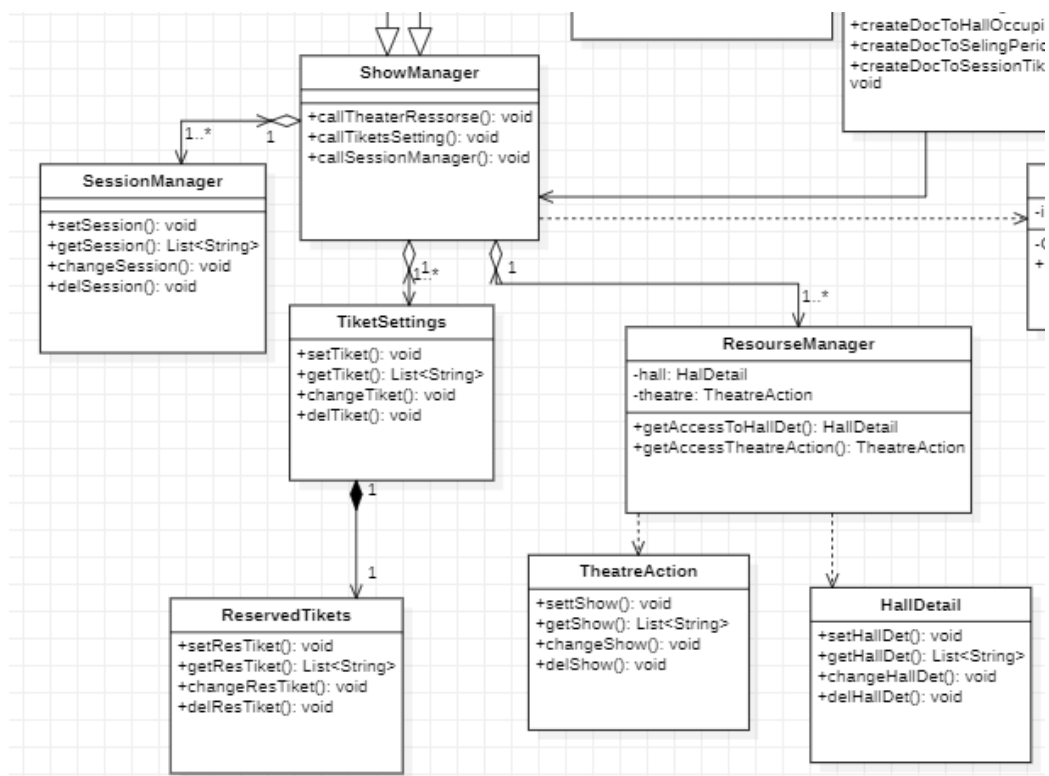 +createDocToHallOccupi
+createDocToSelingPeric
+createDocToSessionTik
void
ShowManager
+callTheaterRessorse(): void
+callTiketsSetting(): void
+callSessionManager(): void
1..*
1
SessionManager
+setSession(): void
+getSession(): List<String>
+changeSession(): void
+delSession(): void
1
1..*
1
1..*
TiketSettings
+setTiket(): void
+getTiket(): List<String>
+changeTiket(): void
+delTiket(): void
ResourseManager
-hall: HalDetail
-theatre: TheatreAction
+getAccessToHallDet(): HallDetail
+getAccessTheatreAction(): TheatreAction
1
1
ReservedTikets
+setResTiket(): void
+getResTiket(): List<String>
+changeResTiket(): void
+delResTiket(): void
TheatreAction
+settShow(): void
+getShow(): List<String>
+changeShow(): void
+delShow(): void
HallDetail
+setHallDet(): void
+getHallDet(): List<String>
+changeHallDet(): void
+delHallDet(): void